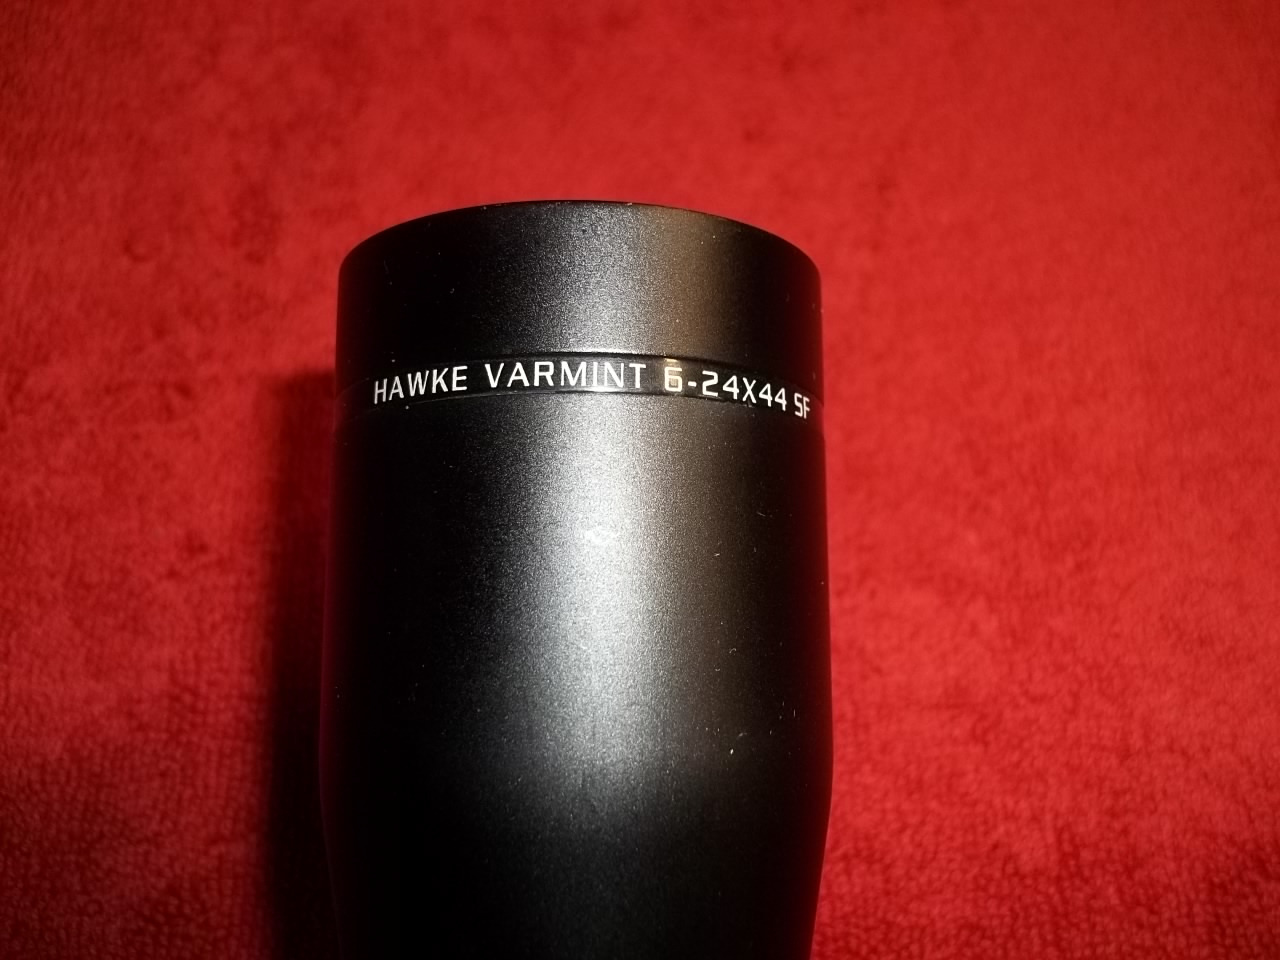 HAWKE VARMINT 6-24X44 SF